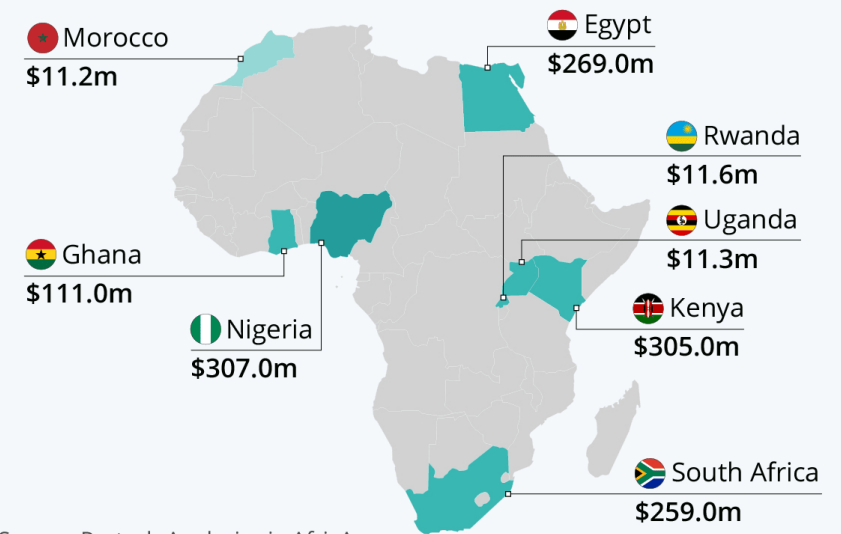 Morocco
$11.2m
Egypt
$269.0m
Rwanda
$11.6m
Uganda
$11.3m
Ghana
$111.0m
Kenya
$305.0m
Nigeria
$307.0m
South Africa
$259.0m